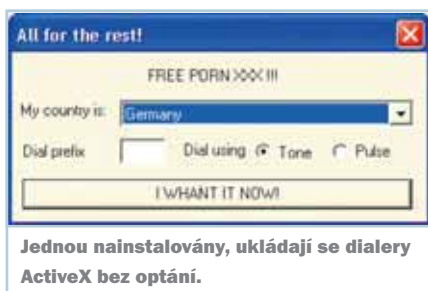 All for the rest!
FREE PORN XXX !!!
My country is: Germany
Dial prefix Dial using Tone Pulse
I WHANT IT NOW!
Jednou nainstalovány, ukládají se dialery
ActiveX bez optání.